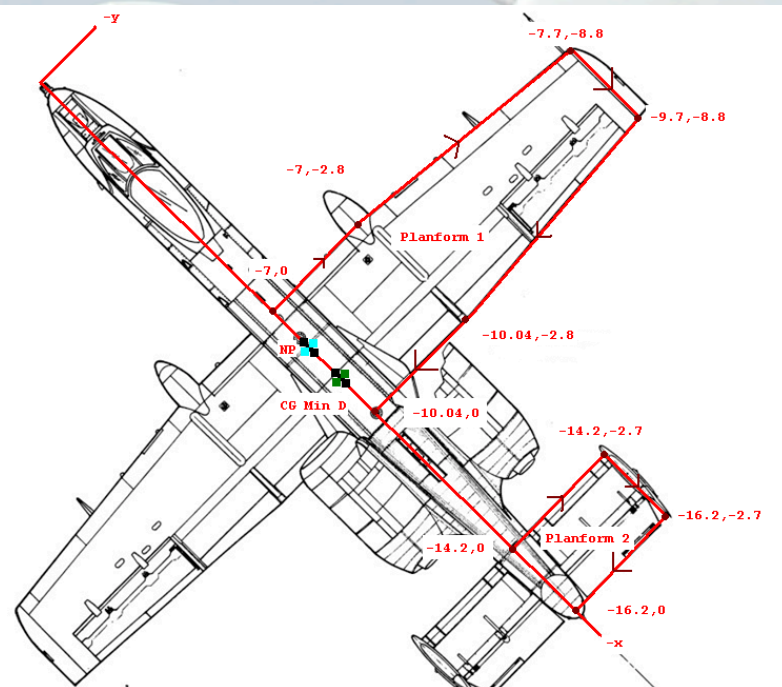 -y
-7.7,-8.8
-9.7,-8.8
-7,-2.8
Planform 1
-7,0
-10.04,-2.8
NP
CG Min D
-10.04,0
-14.2,-2.7
-16.2,-2.7
Planform 2
-14.2,0
-16.2,0
-x